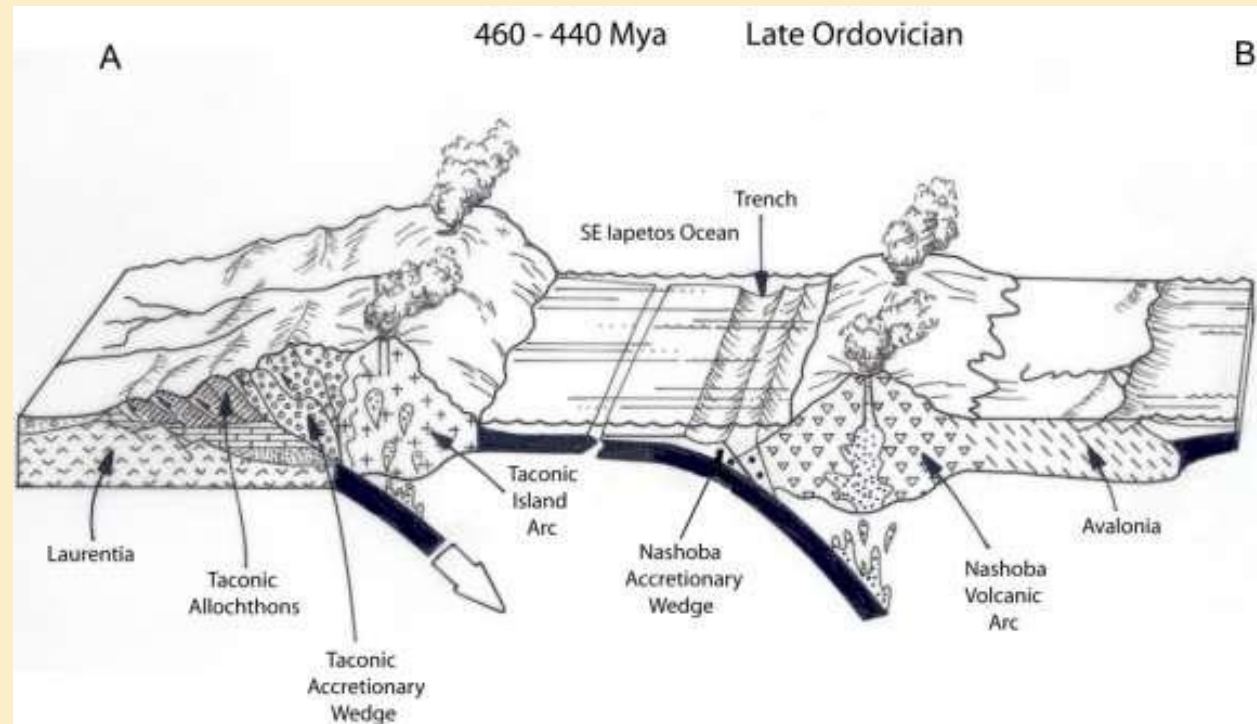 460 - 440 Mya Late Ordovician
A
B
Trench
SE Iapetos Ocean
Laurentia
Taconic
Allochthons
Taconic
Accretionary
Wedge
Taconic
Island
Arc
Nashoba
Accretionary
Wedge
Nashoba
Volcanic
Arc
Avalonia